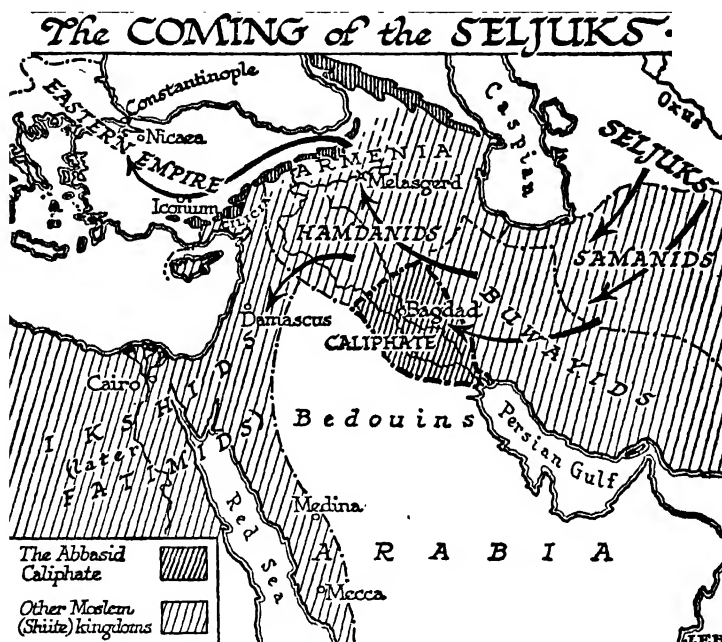 The COMING of the SELJUKS.
Constantinople
EASTERN EMPIRE
Nicaea
Iconium
Cilicia
ARMENIA
Melasgerd
Caspian
Oxus
SELJUKS
HAMDANIDS
SAMANIDS
Damascus
Bagdad
CALIPHATE
BUWAYIDS
Cairo
IKSHIDS
(later
FATIMIDS)
Bedouins
Persian Gulf
Red Sea
Medina
ARABIA
Mecca
The Abbasid
Caliphate
Other Moslem
(Shiite) kingdoms